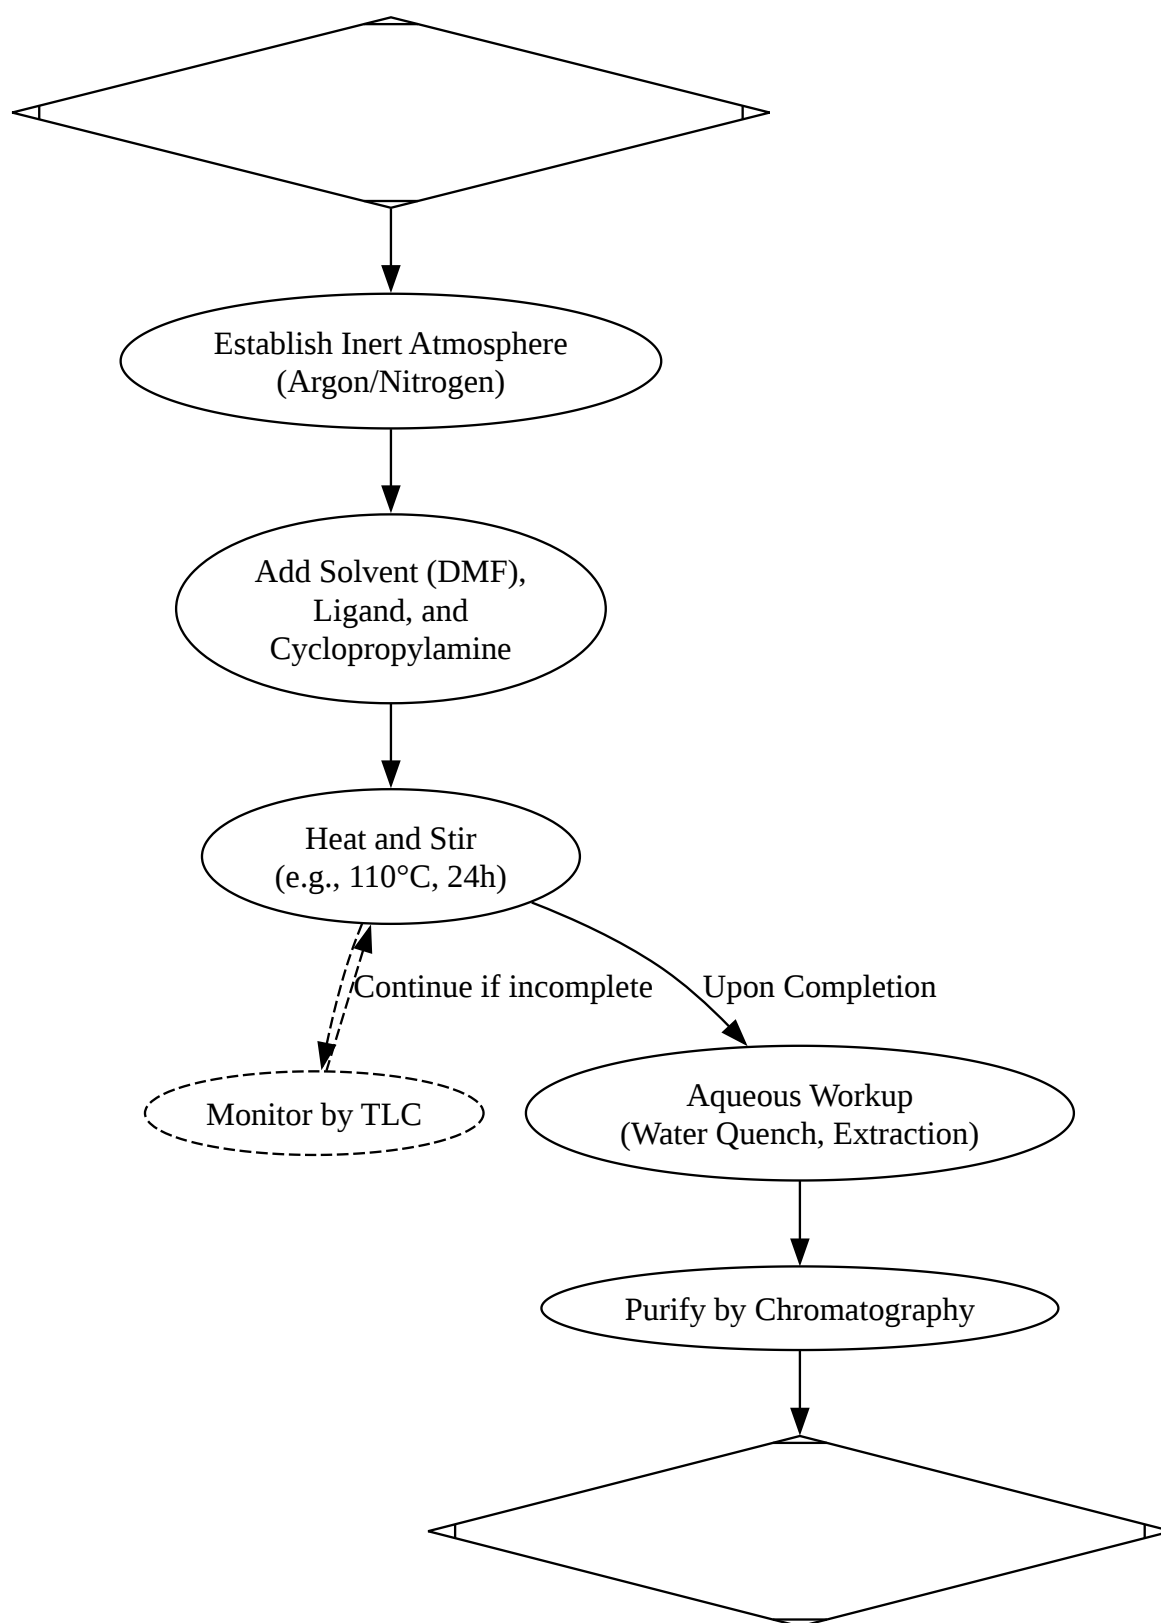 Establish Inert Atmosphere
(Argon/Nitrogen)
Add Solvent (DMF),
Ligand, and
Cyclopropylamine
Heat and Stir
(e.g., 110°C, 24h)
Continue if incomplete
Upon Completion
Monitor by TLC
Aqueous Workup
(Water Quench, Extraction)
Purify by Chromatography